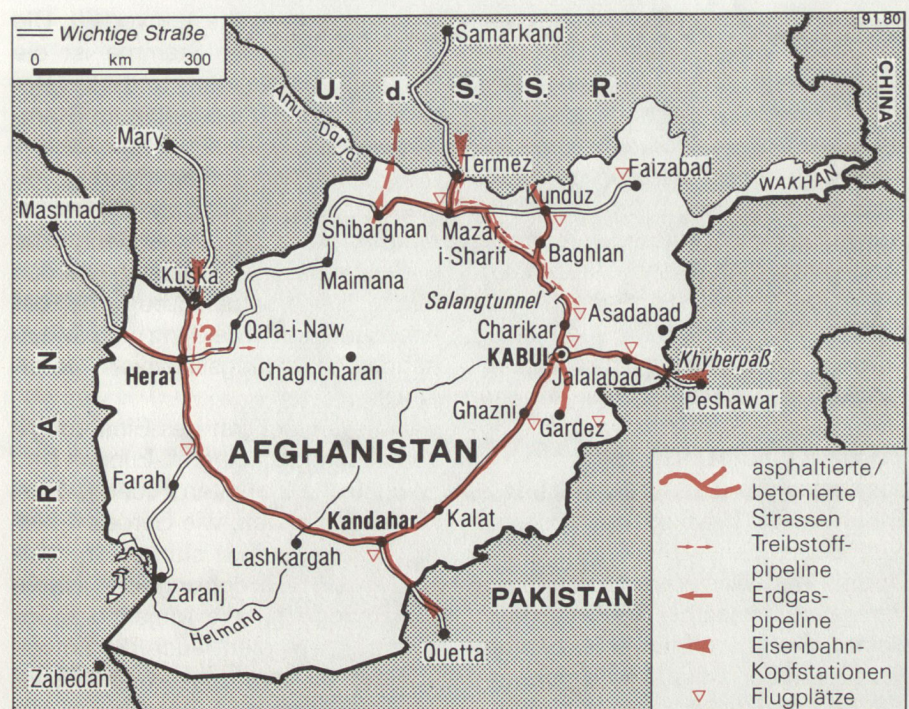 Wichtige Straße
0 km 300
91.80
Samarkand
U. d. S. S. R.
CHINA
Amu Darja
Mary
Termez
Faizabad
Kunduz
WAKHAN
Mashhad
Shibarghan
Mazar
i-Sharif
Baghlan
Maimana
Kuška
Salangtunnel
Asadabad
?
Qala-i-Naw
Charikar
Herat
Chaghcharan
KABUL
Khyberpaß
Jalalabad
Peshawar
Ghazni
Gardez
IRAN
AFGHANISTAN
Farah
Kandahar
Kalat
Lashkargah
Zaranj
Helmand
PAKISTAN
Quetta
Zahedan
asphaltierte/
betonierte
Strassen
Treibstoff-
pipeline
Erdgas-
pipeline
Eisenbahn-
Kopfstationen
Flugplätze